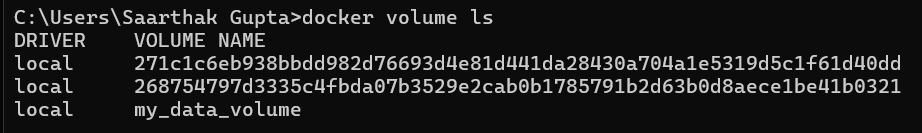 C:\Users\Saarthak Gupta>docker volume ls
DRIVER    VOLUME NAME
local     271c1c6eb938bbdd982d76693d4e81d441da28430a704a1e5319d5c1f61d40dd
local     268754797d3335c4fbda07b3529e2cab0b1785791b2d63b0d8aece1be41b0321
local     my_data_volume